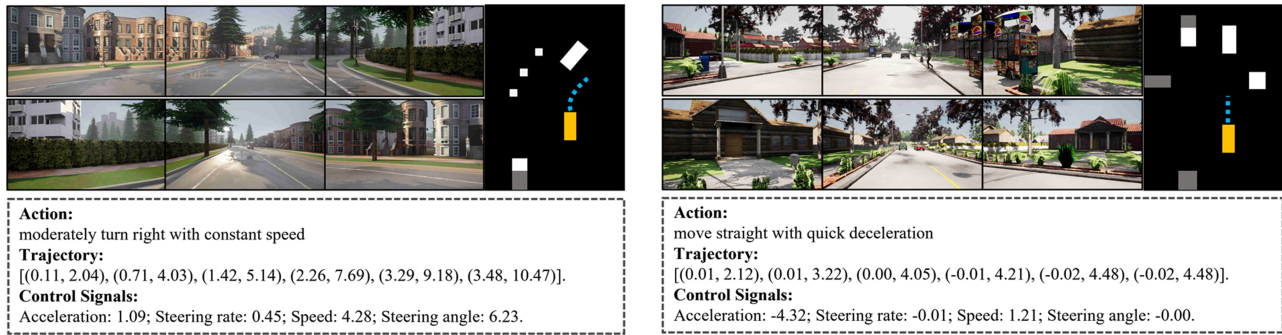 Action:
moderately turn right with constant speed
Trajectory:
[(0.11, 2.04), (0.71, 4.03), (1.42, 5.14), (2.26, 7.69), (3.29, 9.18), (3.48, 10.47)].
Control Signals:
Acceleration: 1.09; Steering rate: 0.45; Speed: 4.28; Steering angle: 6.23.
Action:
move straight with quick deceleration
Trajectory:
[(0.01, 2.12), (0.01, 3.22), (0.00, 4.05), (-0.01, 4.21), (-0.02, 4.48), (-0.02, 4.48)].
Control Signals:
Acceleration: -4.32; Steering rate: -0.01; Speed: 1.21; Steering angle: -0.00.